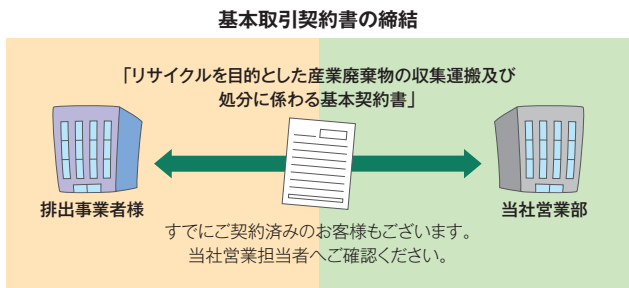 基本取引契約書の締結
「リサイクルを目的とした産業廃棄物の収集運搬及び
処分に係わる基本契約書」
排出事業者様
当社営業部
すでにご契約済みのお客様もございます。
当社営業担当者へご確認ください。